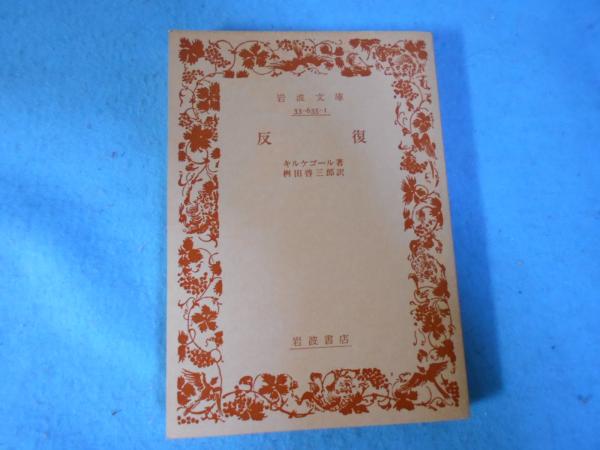 岩波文庫
33-635-1
反復
キルケゴール著
桝田啓三郎訳
岩波書店